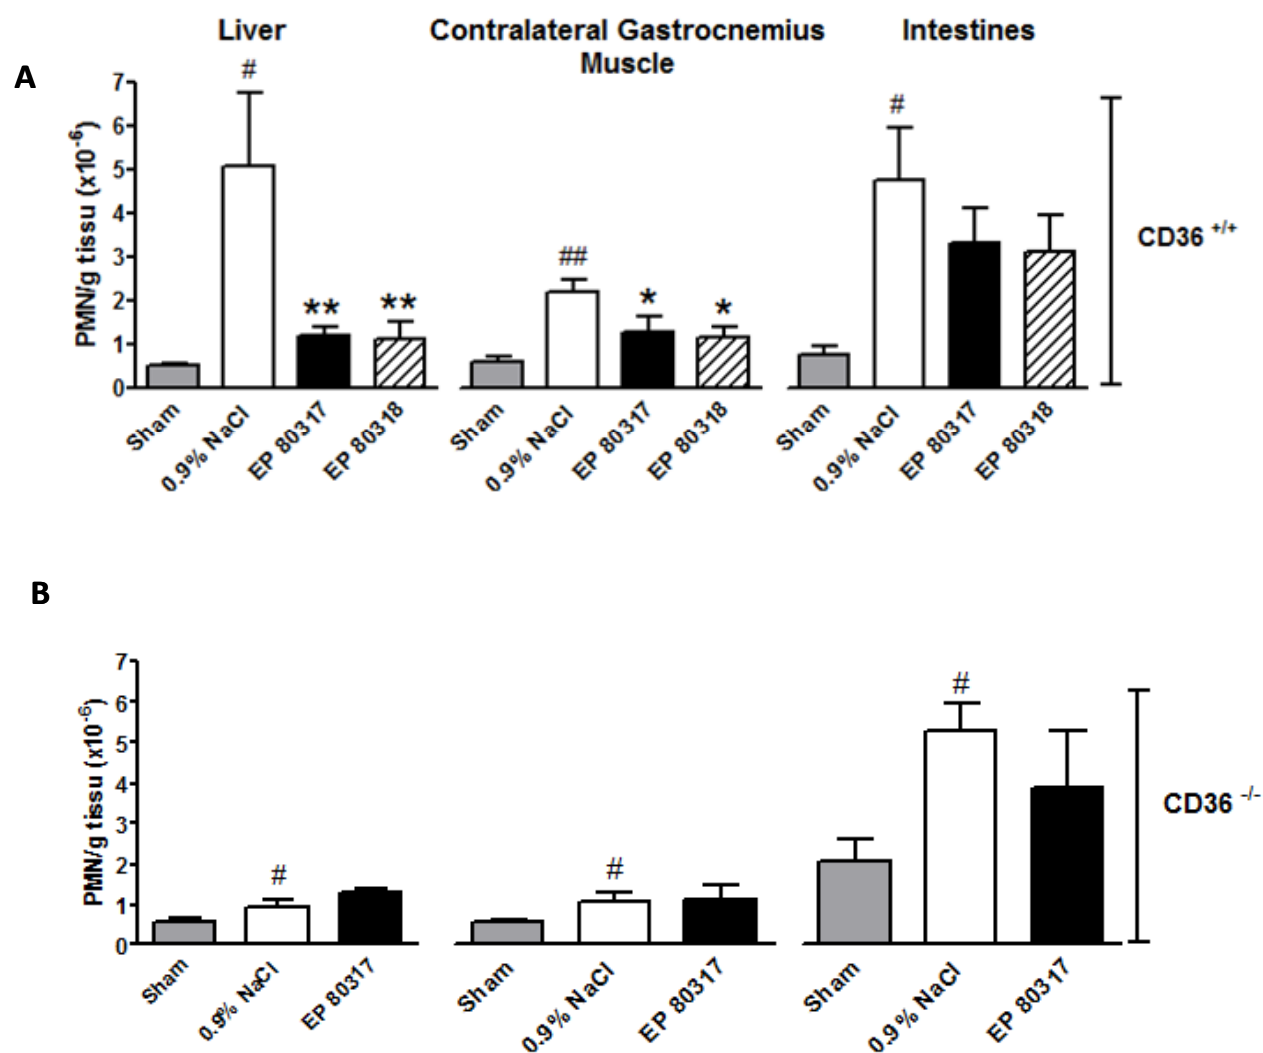 Liver
Contralateral Gastrocnemius
Muscle
Intestines
A
PMN/g tissu (x10-6)
7
6
5
4
3
2
1
0
#
**
**
##
*
*
#
CD36 +/+
Sham
0.9% NaCl
EP 80317
EP 80318
Sham
0.9% NaCl
EP 80317
EP 80318
Sham
0.9% NaCl
EP 80317
EP 80318
B
PMN/g tissu (x10-6)
7
6
5
4
3
2
1
0
#
#
#
CD36 -/-
Sham
0.9% NaCl
EP 80317
Sham
0.9% NaCl
EP 80317
Sham
0.9% NaCl
EP 80317